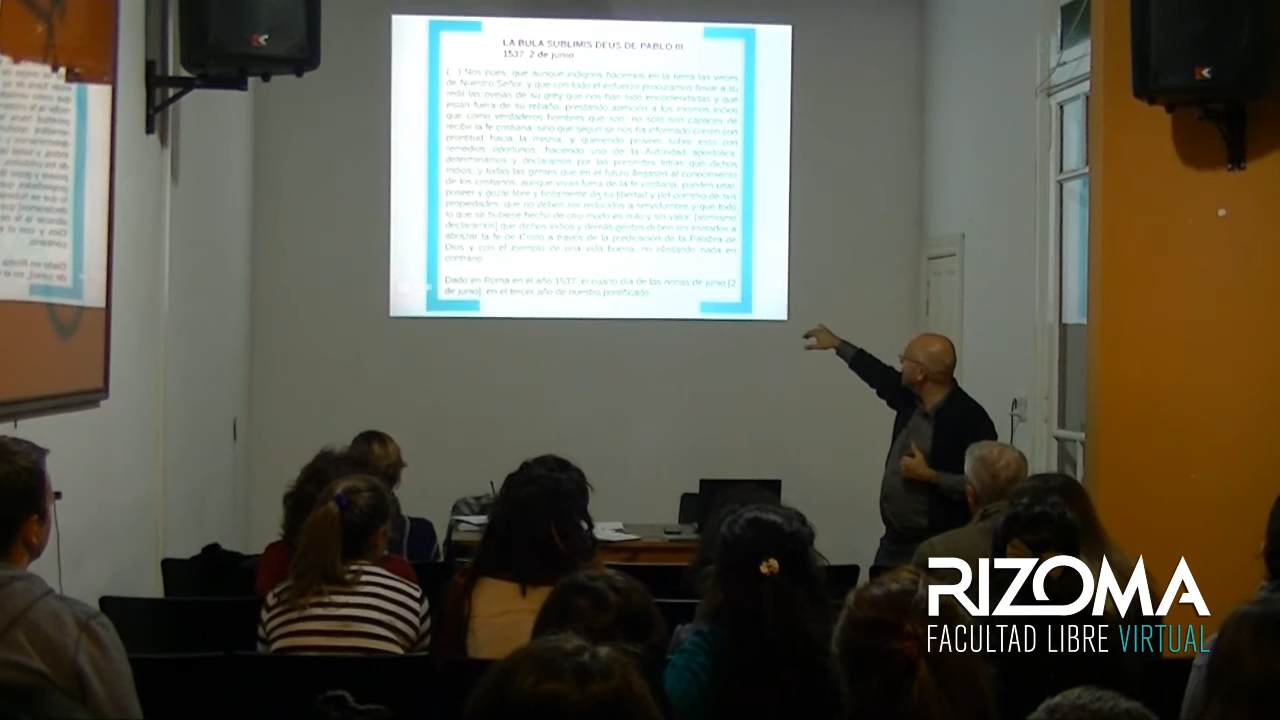 LA BULA SUBLIMIS DEUS DE PABLO III
1537. 2 de junio
(...) Nos pues, que aunque indignos hacemos en la tierra las veces
de Nuestro Señor, y que con todo el esfuerzo procuramos llevar a su
redil las ovejas de su grey que nos han sido encomendadas y que
están fuera de su rebaño, prestando atención a los mismos indios
que como verdaderos hombres que son, no sólo son capaces de
recibir la fe cristiana, sino que según se nos ha informado corren con
prontitud hacia la misma; y queriendo proveer sobre esto con
remedios oportunos, haciendo uso de la Autoridad apostólica,
determinamos y declaramos por las presentes letras que dichos
Indios, y todas las gentes que en el futuro llegasen al conocimiento
de los cristianos, aunque vivan fuera de la fe cristiana, pueden usar,
poseer y gozar libre y lícitamente de su libertad y del dominio de sus
propiedades, que no deben ser reducidos a servidumbre y que todo
lo que se hubiese hecho de otro modo es nulo y sin valor, [asimismo
declaramos] que dichos indios y demás gentes deben ser invitados a
abrazar la fe de Cristo a través de la predicación de la Palabra de
Dios y con el ejemplo de una vida buena, no obstando nada en
contrario.
Dado en Roma en el año 1537, el cuarto día de las nonas de junio [2
de junio], en el tercer año de nuestro pontificado.
RIZOMA
FACULTAD LIBRE VIRTUAL